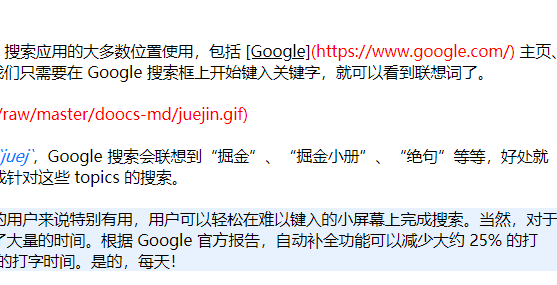 搜索应用的大多数位置使用，包括 [Google](https://www.google.com/) 主页、
们只需要在 Google 搜索框上开始键入关键字，就可以看到联想词了。
/raw/master/doocs-md/juejin.gif)
`juej`，Google 搜索会联想到“掘金”、“掘金小册”、“绝句”等等，好处就
针对这些 topics 的搜索。
的用户来说特别有用，用户可以轻松在难以键入的小屏幕上完成搜索。当然，对于
了大量的时间。根据 Google 官方报告，自动补全功能可以减少大约 25% 的打
的打字时间。是的，每天！